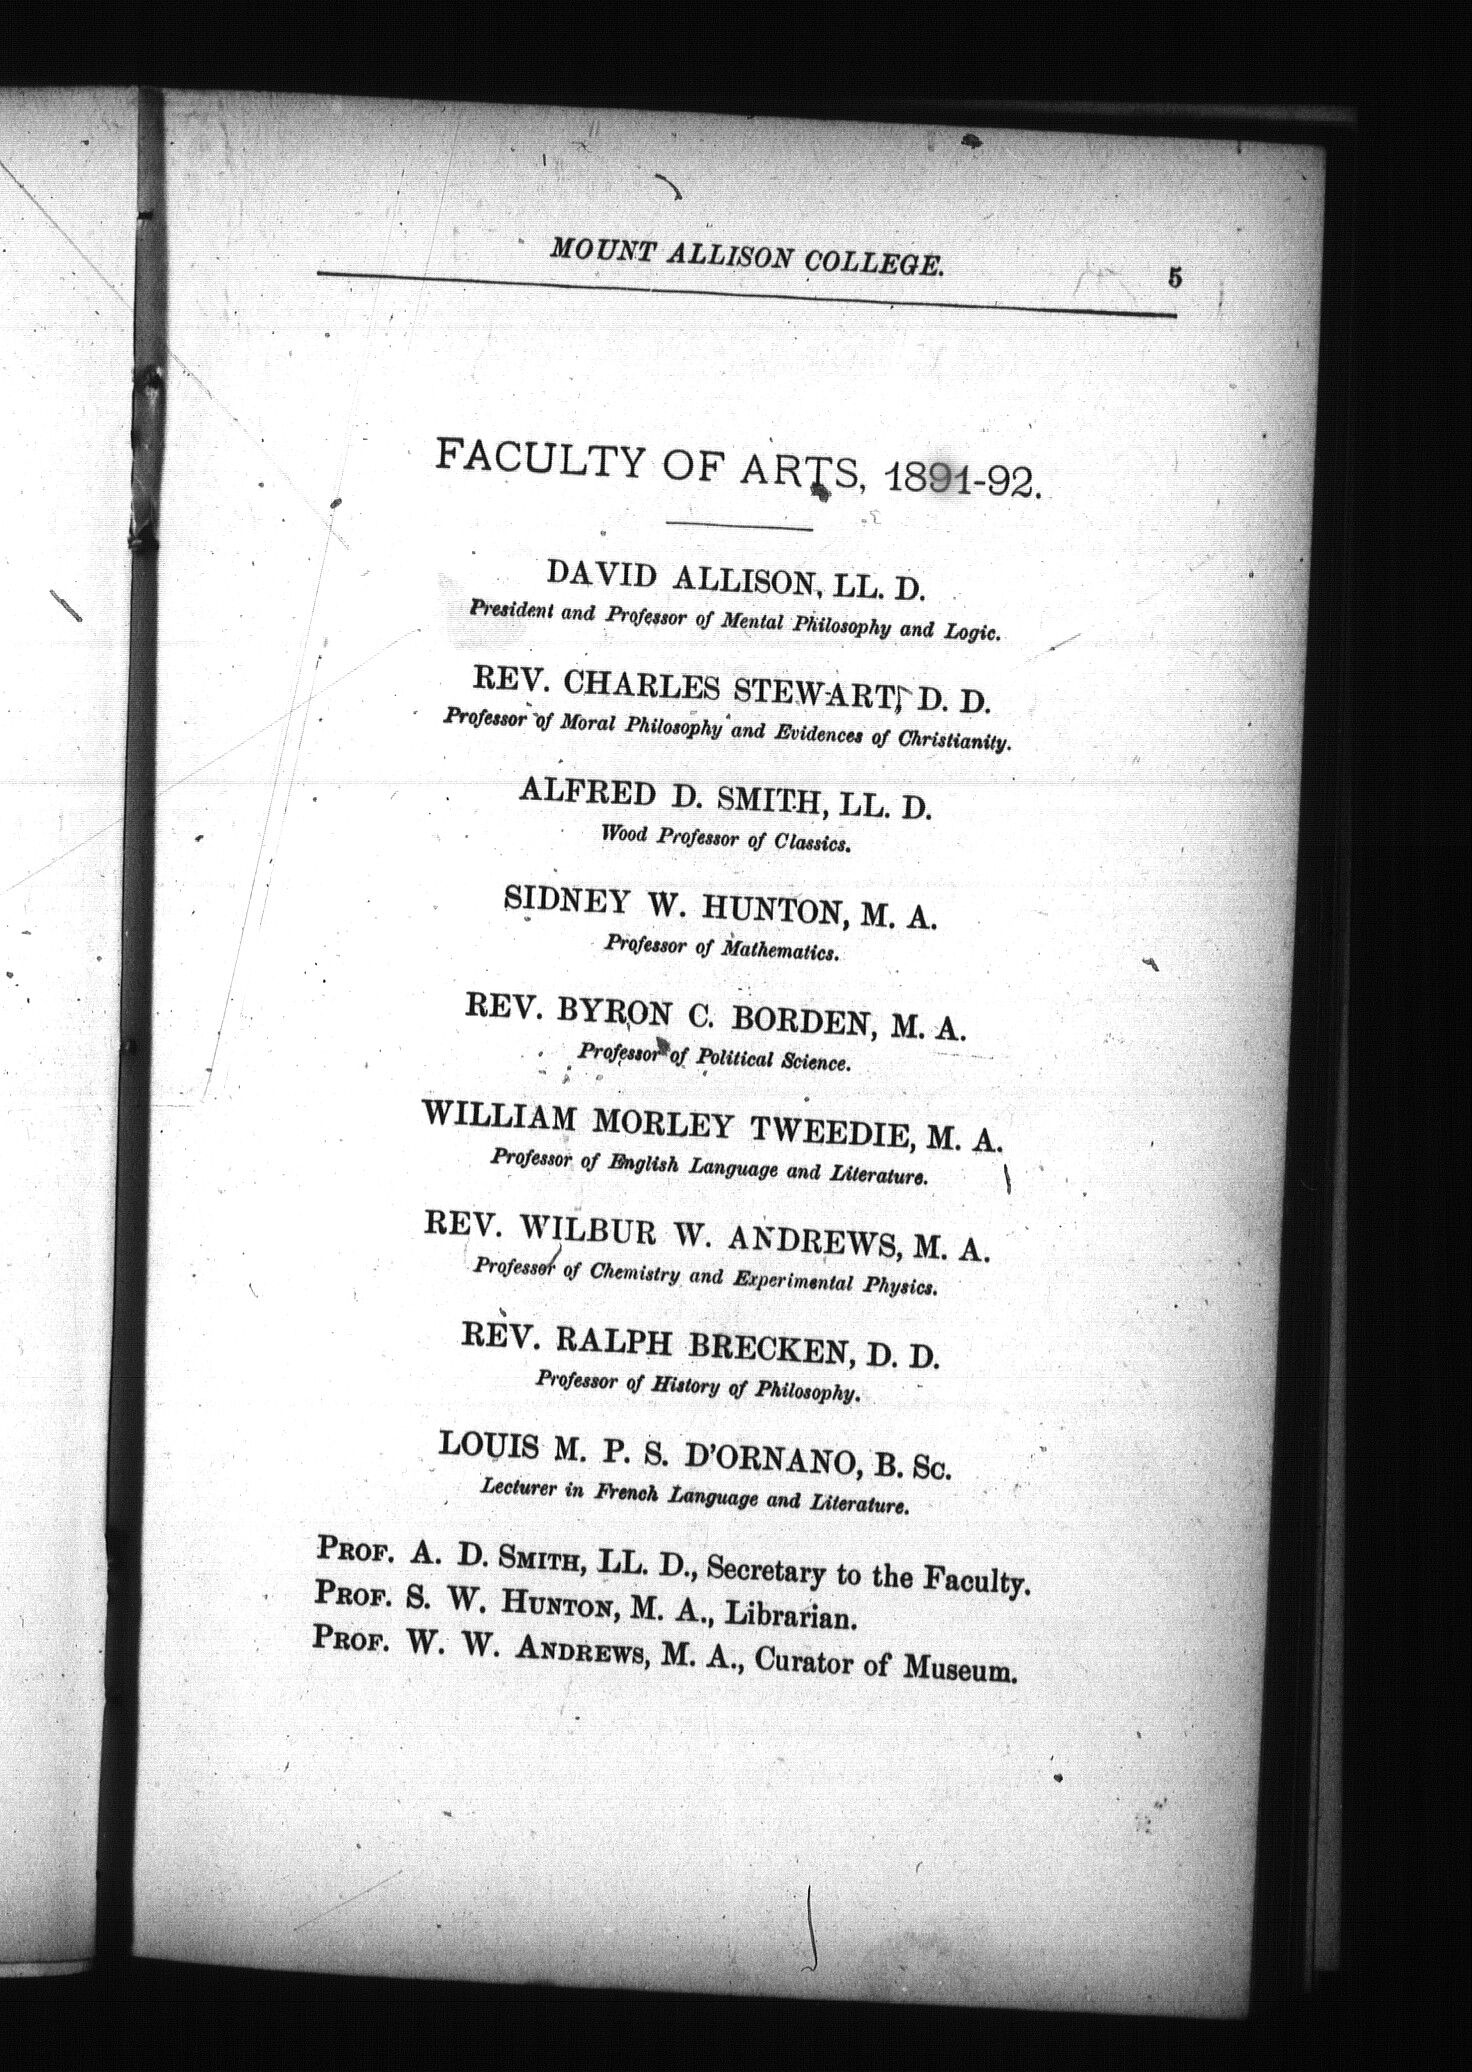 MOUNT ALLISON COLLEGE. 5
FACULTY OF ARTS, 1891-92.
DAVID ALLISON, LL. D.
President and Professor of Mental Philosophy and Logic.
REV. CHARLES STEWART, D. D.
Professor of Moral Philosophy and Evidences of Christianity.
ALFRED D. SMITH, LL. D.
Wood Professor of Classics.
SIDNEY W. HUNTON, M. A.
Professor of Mathematics.
REV. BYRON C. BORDEN, M. A.
Professor of Political Science.
WILLIAM MORLEY TWEEDIE, M. A.
Professor of English Language and Literature.
REV. WILBUR W. ANDREWS, M. A.
Professor of Chemistry and Experimental Physics.
REV. RALPH BRECKEN, D. D.
Professor of History of Philosophy.
LOUIS M. P. S. D'ORNANO, B. Sc.
Lecturer in French Language and Literature.
PROF. A. D. SMITH, LL. D., Secretary to the Faculty.
PROF. S. W. HUNTON, M. A., Librarian.
PROF. W. W. ANDREWS, M. A., Curator of Museum.